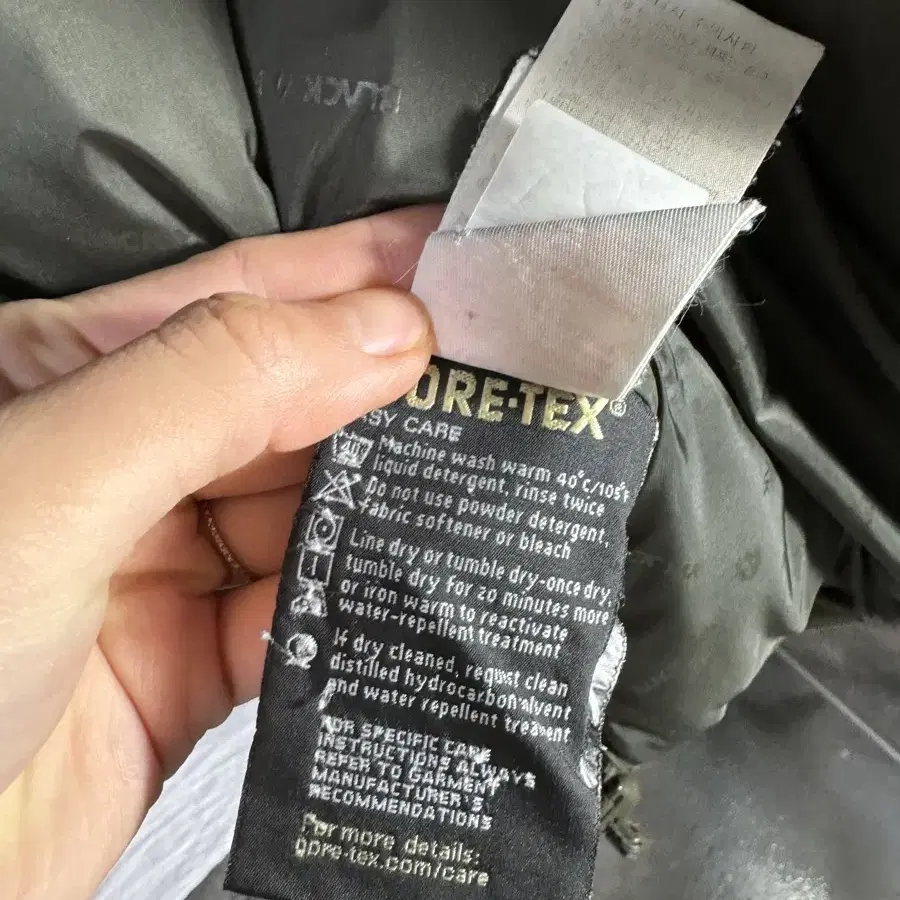 BLACK
ORE-TEX®
ASY CARE
40
Machine wash warm 40°C/105°F
liquid detergent, rinse twice
Do not use powder detergent,
fabric softener or bleach
Line dry or tumble dry-once dry,
tumble dry for 20 minutes more
or iron warm to reactivate
water-repellent treatment
If dry cleaned, request clean
distilled hydrocarbon solvent
and water repellent treatment
FOR SPECIFIC CARE
INSTRUCTIONS ALWAYS
REFER TO GARMENT
MANUFACTURER'S
RECOMMENDATIONS
For more details:
gore-tex.com/care